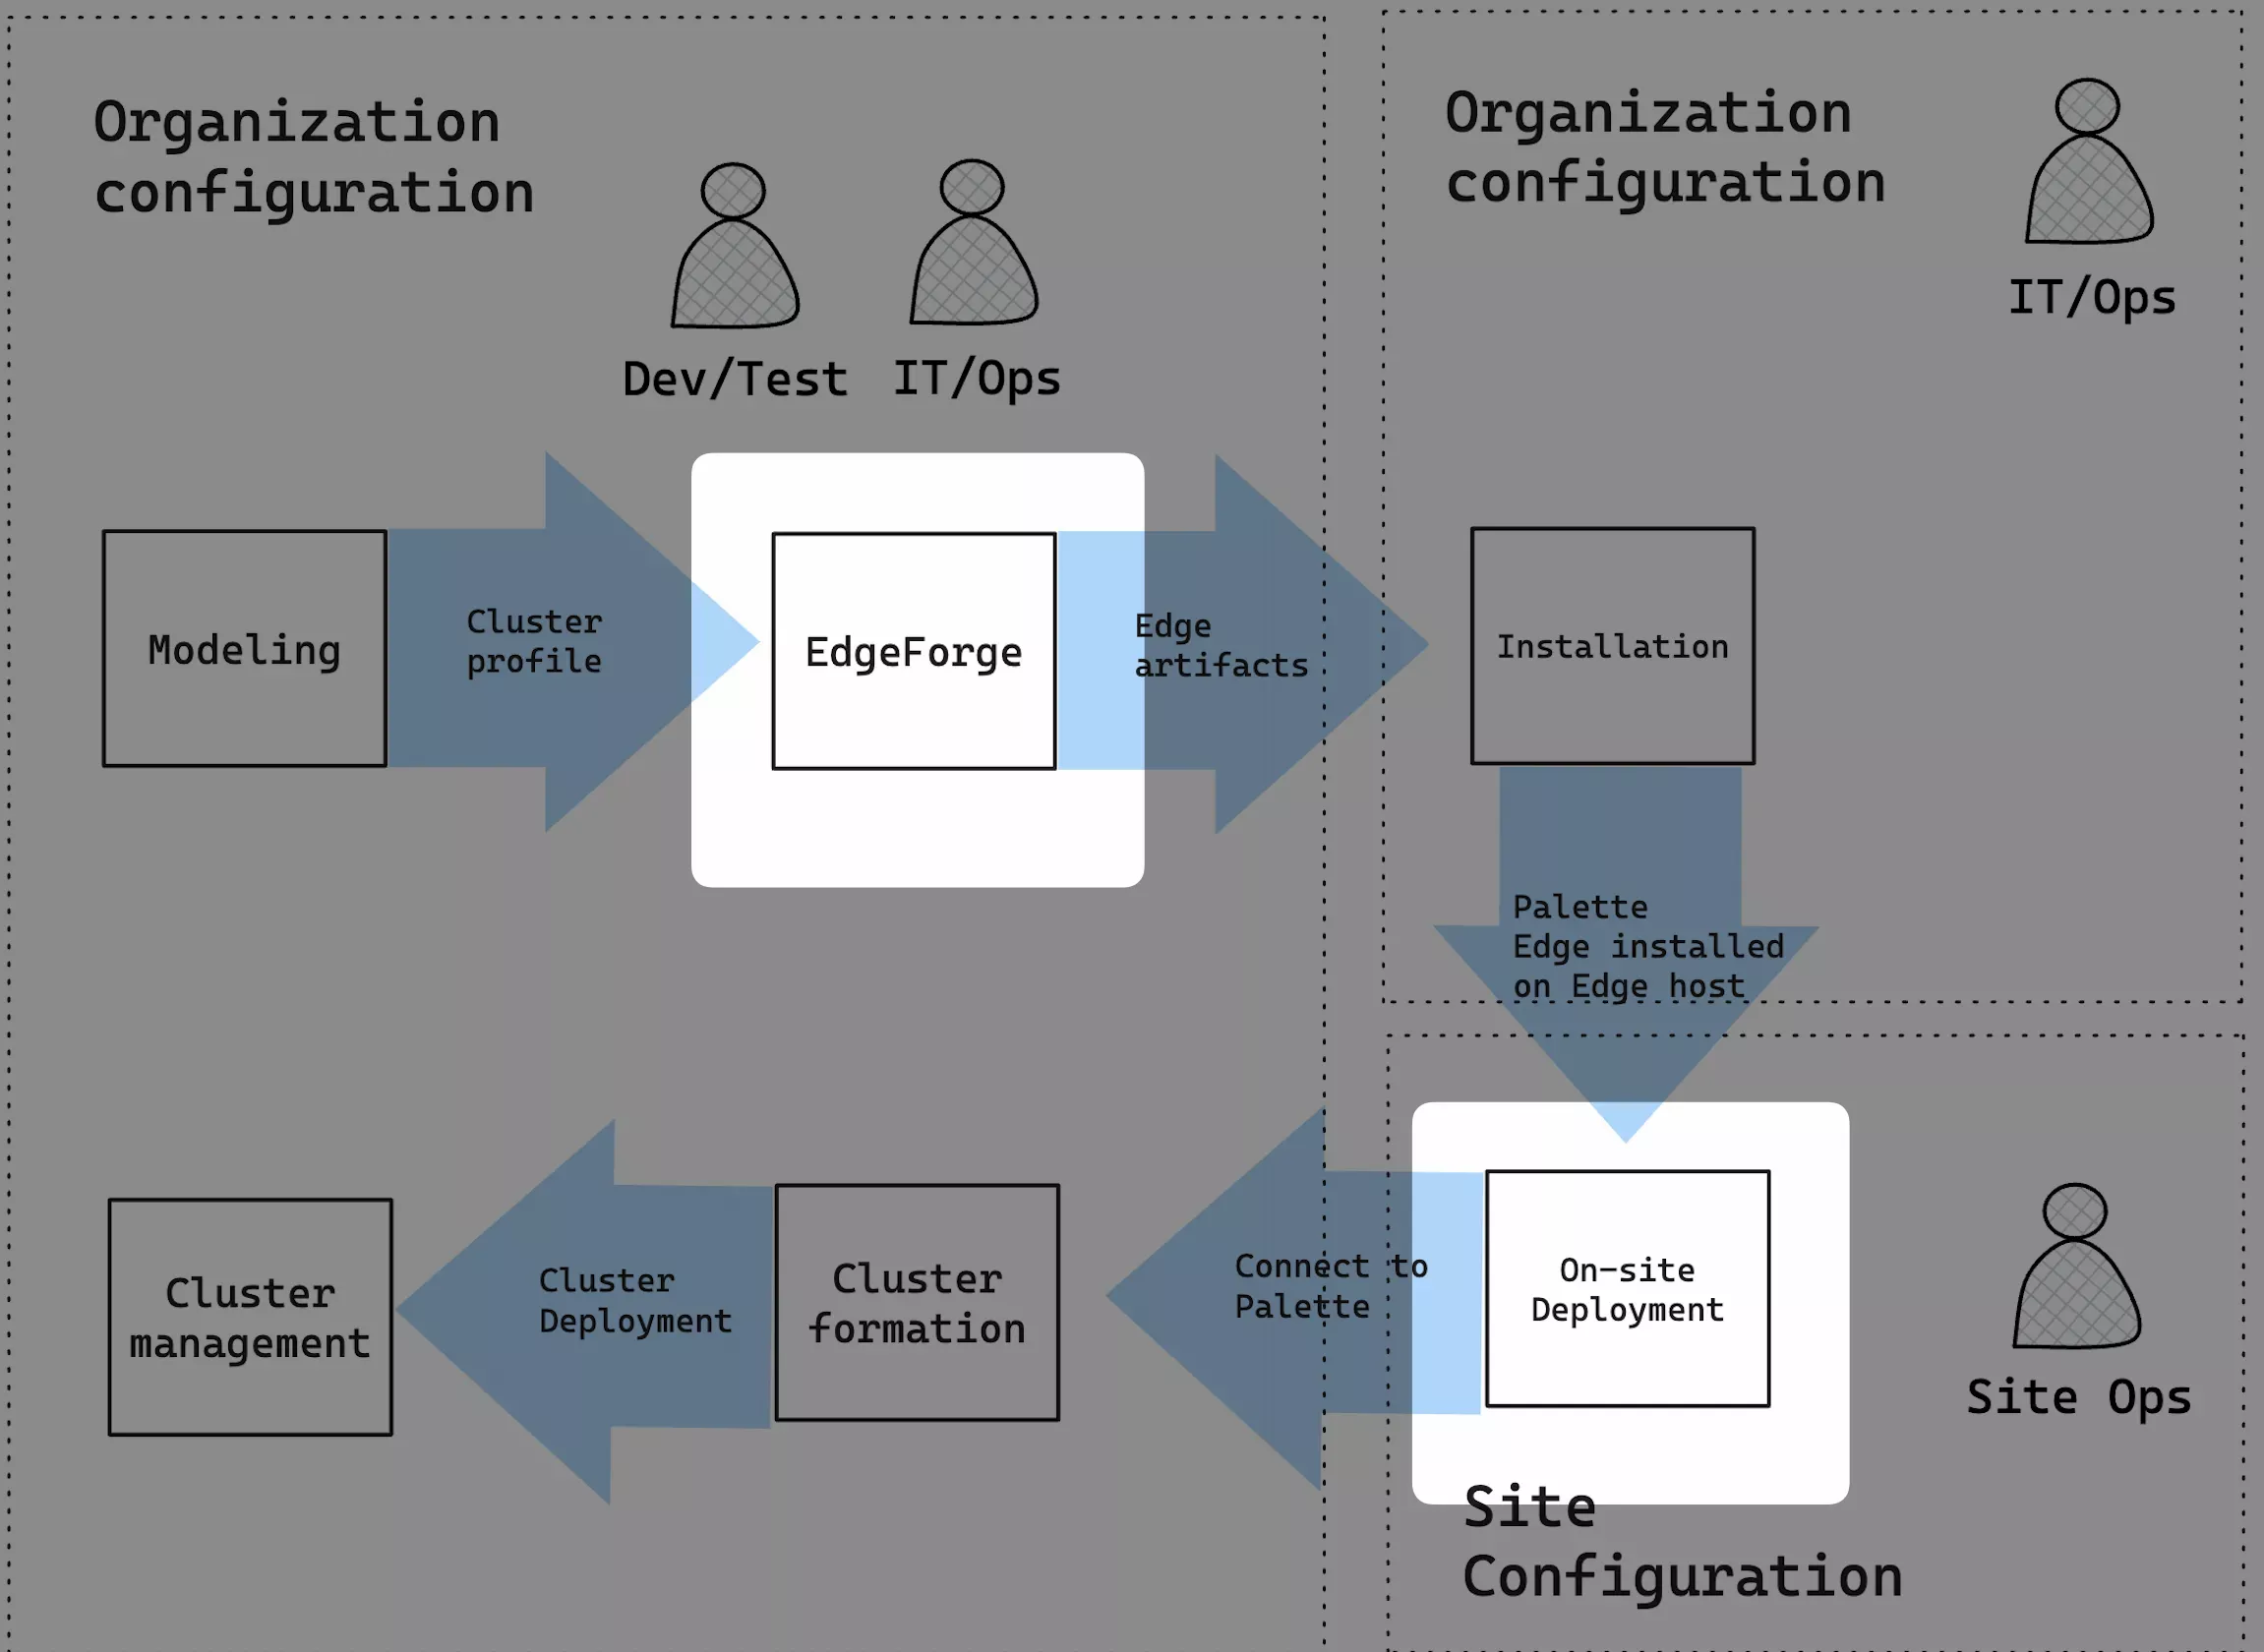 Organization
configuration
Dev/Test
IT/Ops
Organization
configuration
IT/Ops
Modeling
Cluster
profile
EdgeForge
Edge
artifacts
Installation
Palette
Edge installed
on Edge host
Cluster
management
Cluster
Deployment
Cluster
formation
Connect to
Palette
On-site
Deployment
Site Ops
Site
Configuration